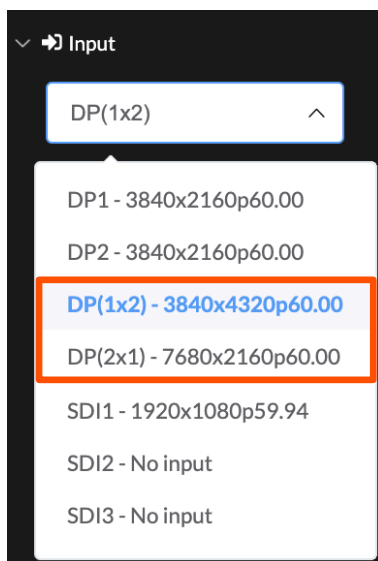 Input
DP(1x2)
DP1 - 3840x2160p60.00
DP2 - 3840x2160p60.00
DP(1x2) - 3840x4320p60.00
DP(2x1) - 7680x2160p60.00
SDI1 - 1920x1080p59.94
SDI2 - No input
SDI3 - No input